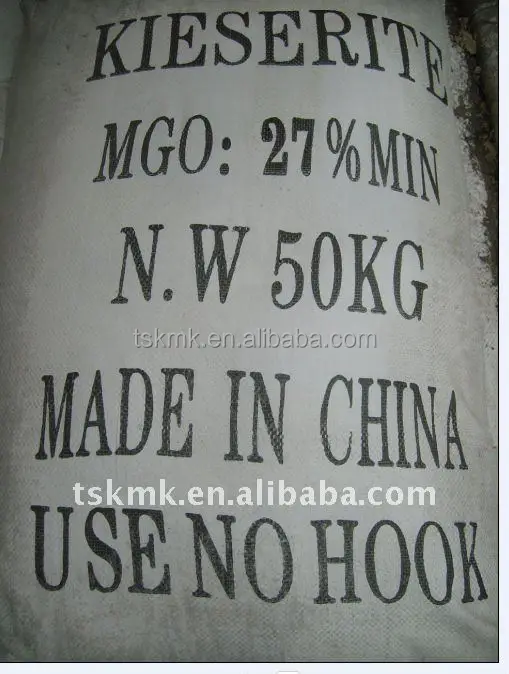 KIESERITE
MGO: 27%MIN
N.W 50KG
tskmk.en.alibaba.com
MADE IN CHINA
tskmk.en.alibaba.com
USE NO HOOK